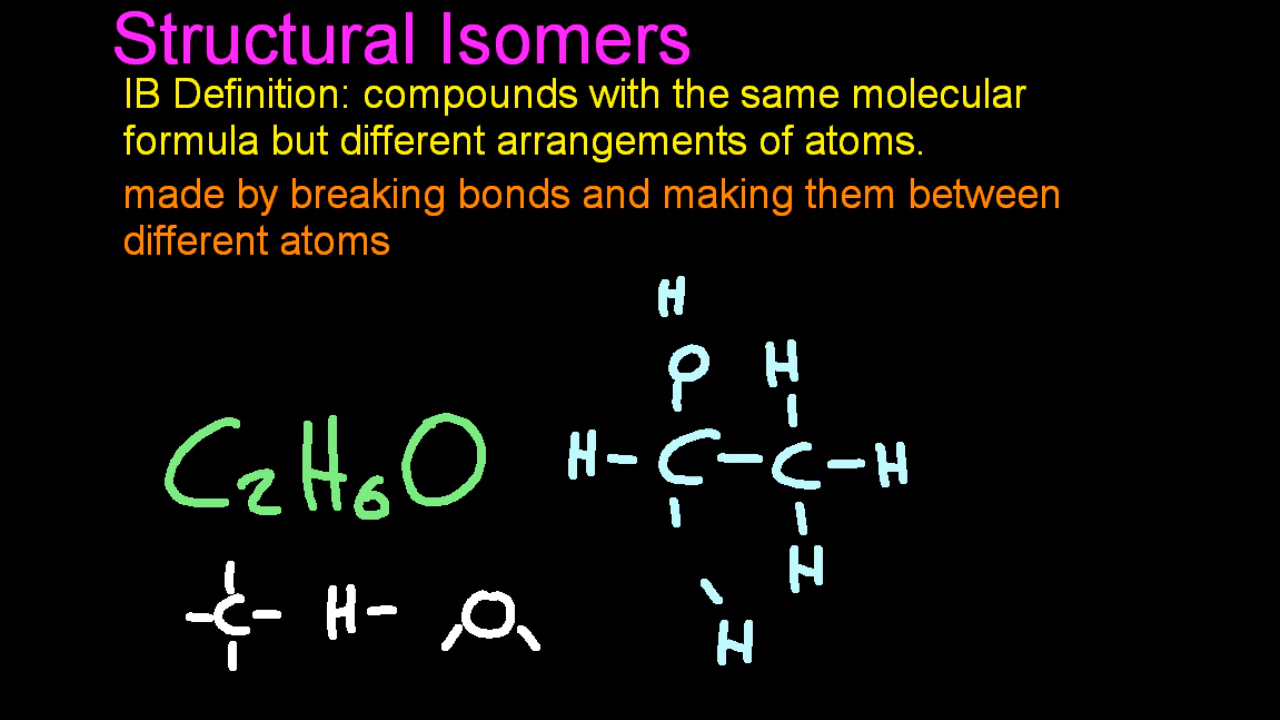 Structural Isomers
IB Definition: compounds with the same molecular
formula but different arrangements of atoms.
made by breaking bonds and making them between
different atoms
H
O H
C₂H₆O H-C-C-H
H
-C- H- O
H